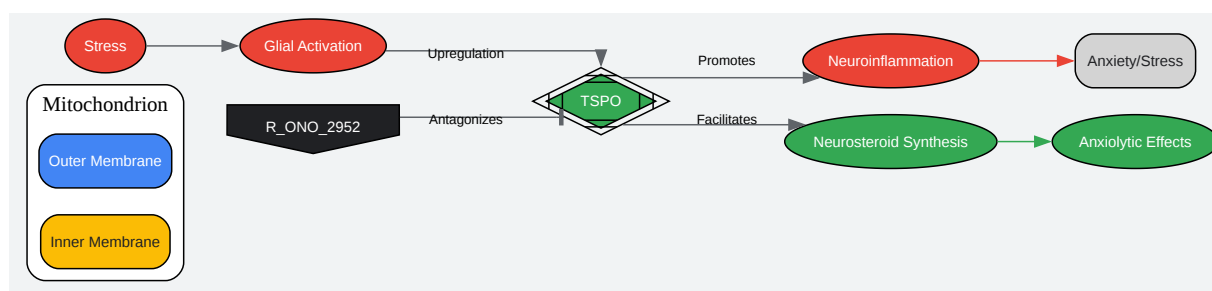 Stress
Glial Activation
Upregulation
TSPO
Promotes
Neuroinflammation
Anxiety/Stress
Mitochondrion
Outer Membrane
Inner Membrane
R_ONO_2952
Antagonizes
Facilitates
Neurosteroid Synthesis
Anxiolytic Effects